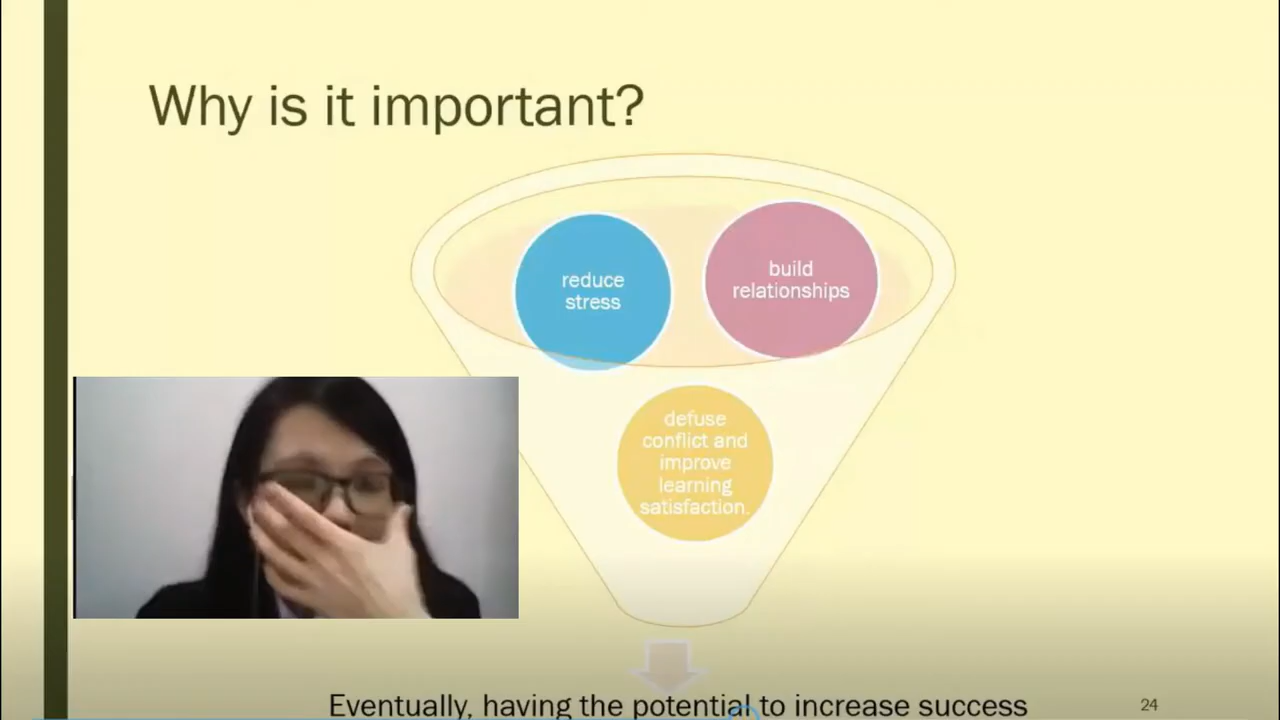 Why is it important?
reduce
stress
build
relationships
defuse
conflict and
improve
learning
satisfaction.
Eventually, having the potential to increase success
24